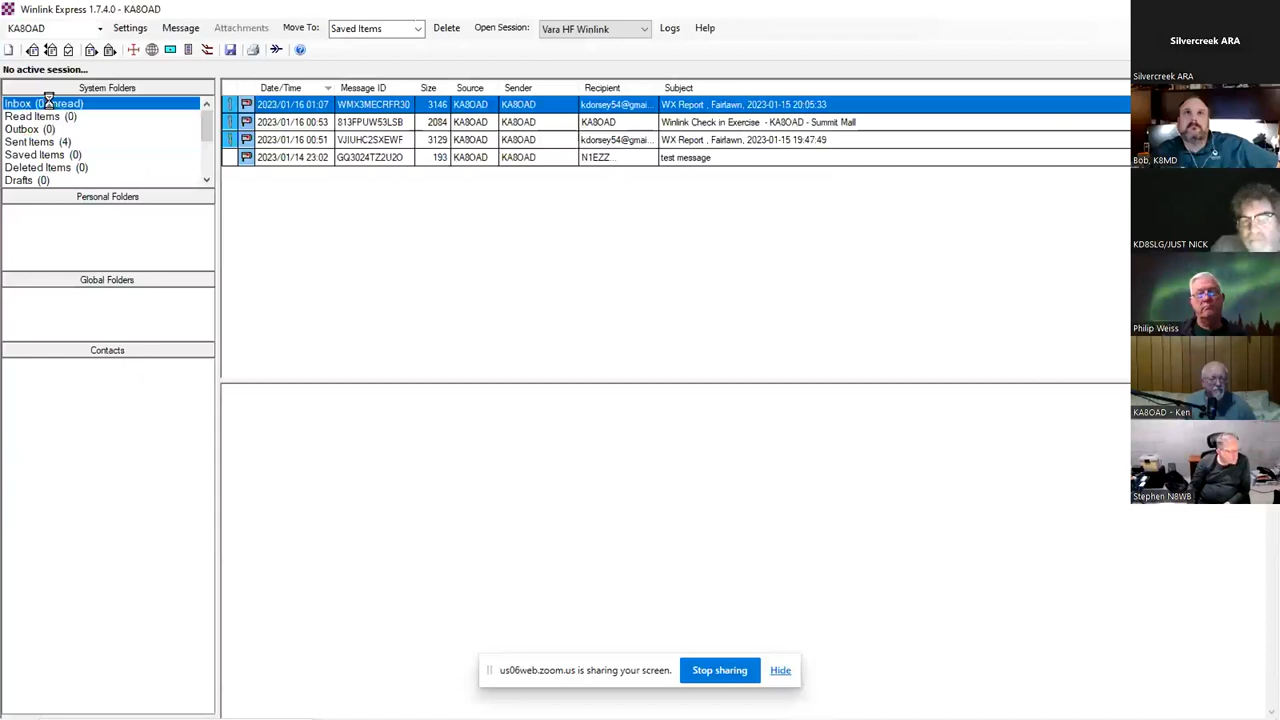 Winlink Express 1.7.4.0 - KA8OAD
KA8OAD Settings Message Attachments Move To: Saved Items Delete Open Session: Vara HF Winlink Logs Help
No active session...
System Folders
Inbox
Read Items (0)
Outbox (0)
Sent Items (4)
Saved Items (0)
Deleted Items (0)
Drafts (0)
Personal Folders
Global Folders
Contacts
Date/Time Message ID Size Source Sender Recipient Subject
2023/01/16 01:07 WMX3MECRFR30 3146 KA8OAD KA8OAD kdorsey54@gmai... WX Report , Fairlawn, 2023-01-15 20:05:33
2023/01/16 00:53 813FPUW53LSB 2084 KA8OAD KA8OAD KA8OAD Winlink Check in Exercise - KA8OAD - Summit Mall
2023/01/16 00:51 VJIUHC2SXEWF 3129 KA8OAD KA8OAD kdorsey54@gmai... WX Report , Fairlawn, 2023-01-15 19:47:49
2023/01/14 23:02 GQ3024TZ2U2O 193 KA8OAD KA8OAD N1EZZ... test message
Silvercreek ARA
Silvercreek ARA
Bob, K8MD
KD8SLG/JUST NICK
Philip Weiss
KA8OAD - Ken
Stephen N8WB
us06web.zoom.us is sharing your screen. Stop sharing Hide